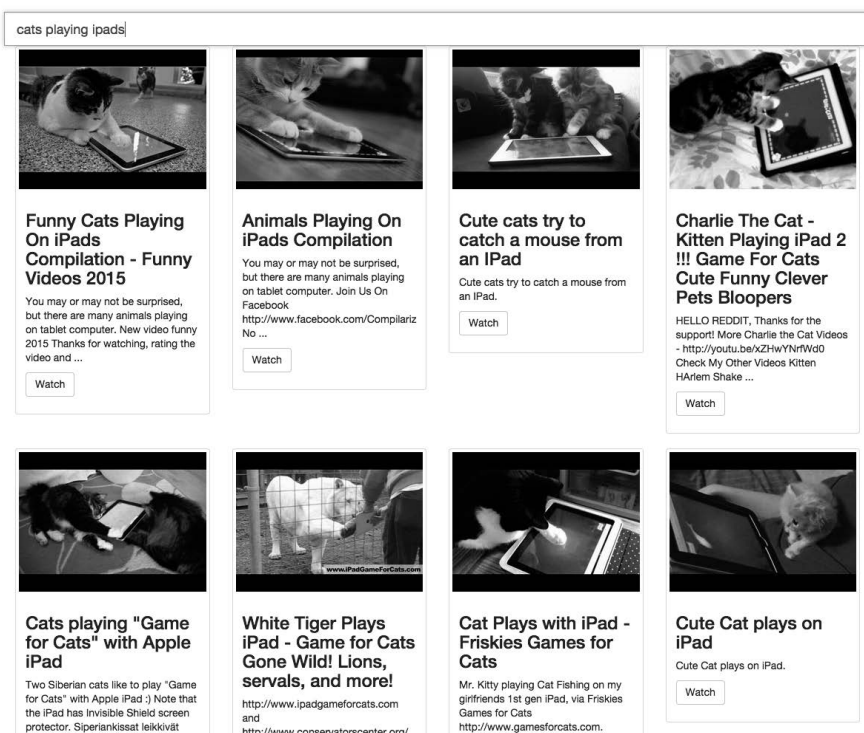 cats playing ipads
Funny Cats Playing
On iPads
Compilation - Funny
Videos 2015
You may or may not be surprised,
but there are many animals playing
on tablet computer. New video funny
2015 Thanks for watching, rating the
video and ...
Watch
Animals Playing On
iPads Compilation
You may or may not be surprised,
but there are many animals playing
on tablet computer. Join Us On
Facebook
http://www.facebook.com/Compilariz
No ...
Watch
Cute cats try to
catch a mouse from
an IPad
Cute cats try to catch a mouse from
an IPad.
Watch
Charlie The Cat -
Kitten Playing iPad 2
!!! Game For Cats
Cute Funny Clever
Pets Bloopers
HELLO REDDIT, Thanks for the
support! More Charlie the Cat Videos
- http://youtu.be/xZHwYNrfWd0
Check My Other Videos Kitten
HArlem Shake ...
Watch
Cats playing "Game
for Cats" with Apple
iPad
Two Siberian cats like to play "Game
for Cats" with Apple iPad :) Note that
the iPad has Invisible Shield screen
protector. Siperiankissat leikkivät
www.iPadGameForCats.com
White Tiger Plays
iPad - Game for Cats
Gone Wild! Lions,
servals, and more!
http://www.ipadgameforcats.com
and
http://www.conservatorscenter.org/
Cat Plays with iPad -
Friskies Games for
Cats
Mr. Kitty playing Cat Fishing on my
girlfriends 1st gen iPad, via Friskies
Games for Cats
http://www.gamesforcats.com.
Cute Cat plays on
iPad
Cute Cat plays on iPad.
Watch